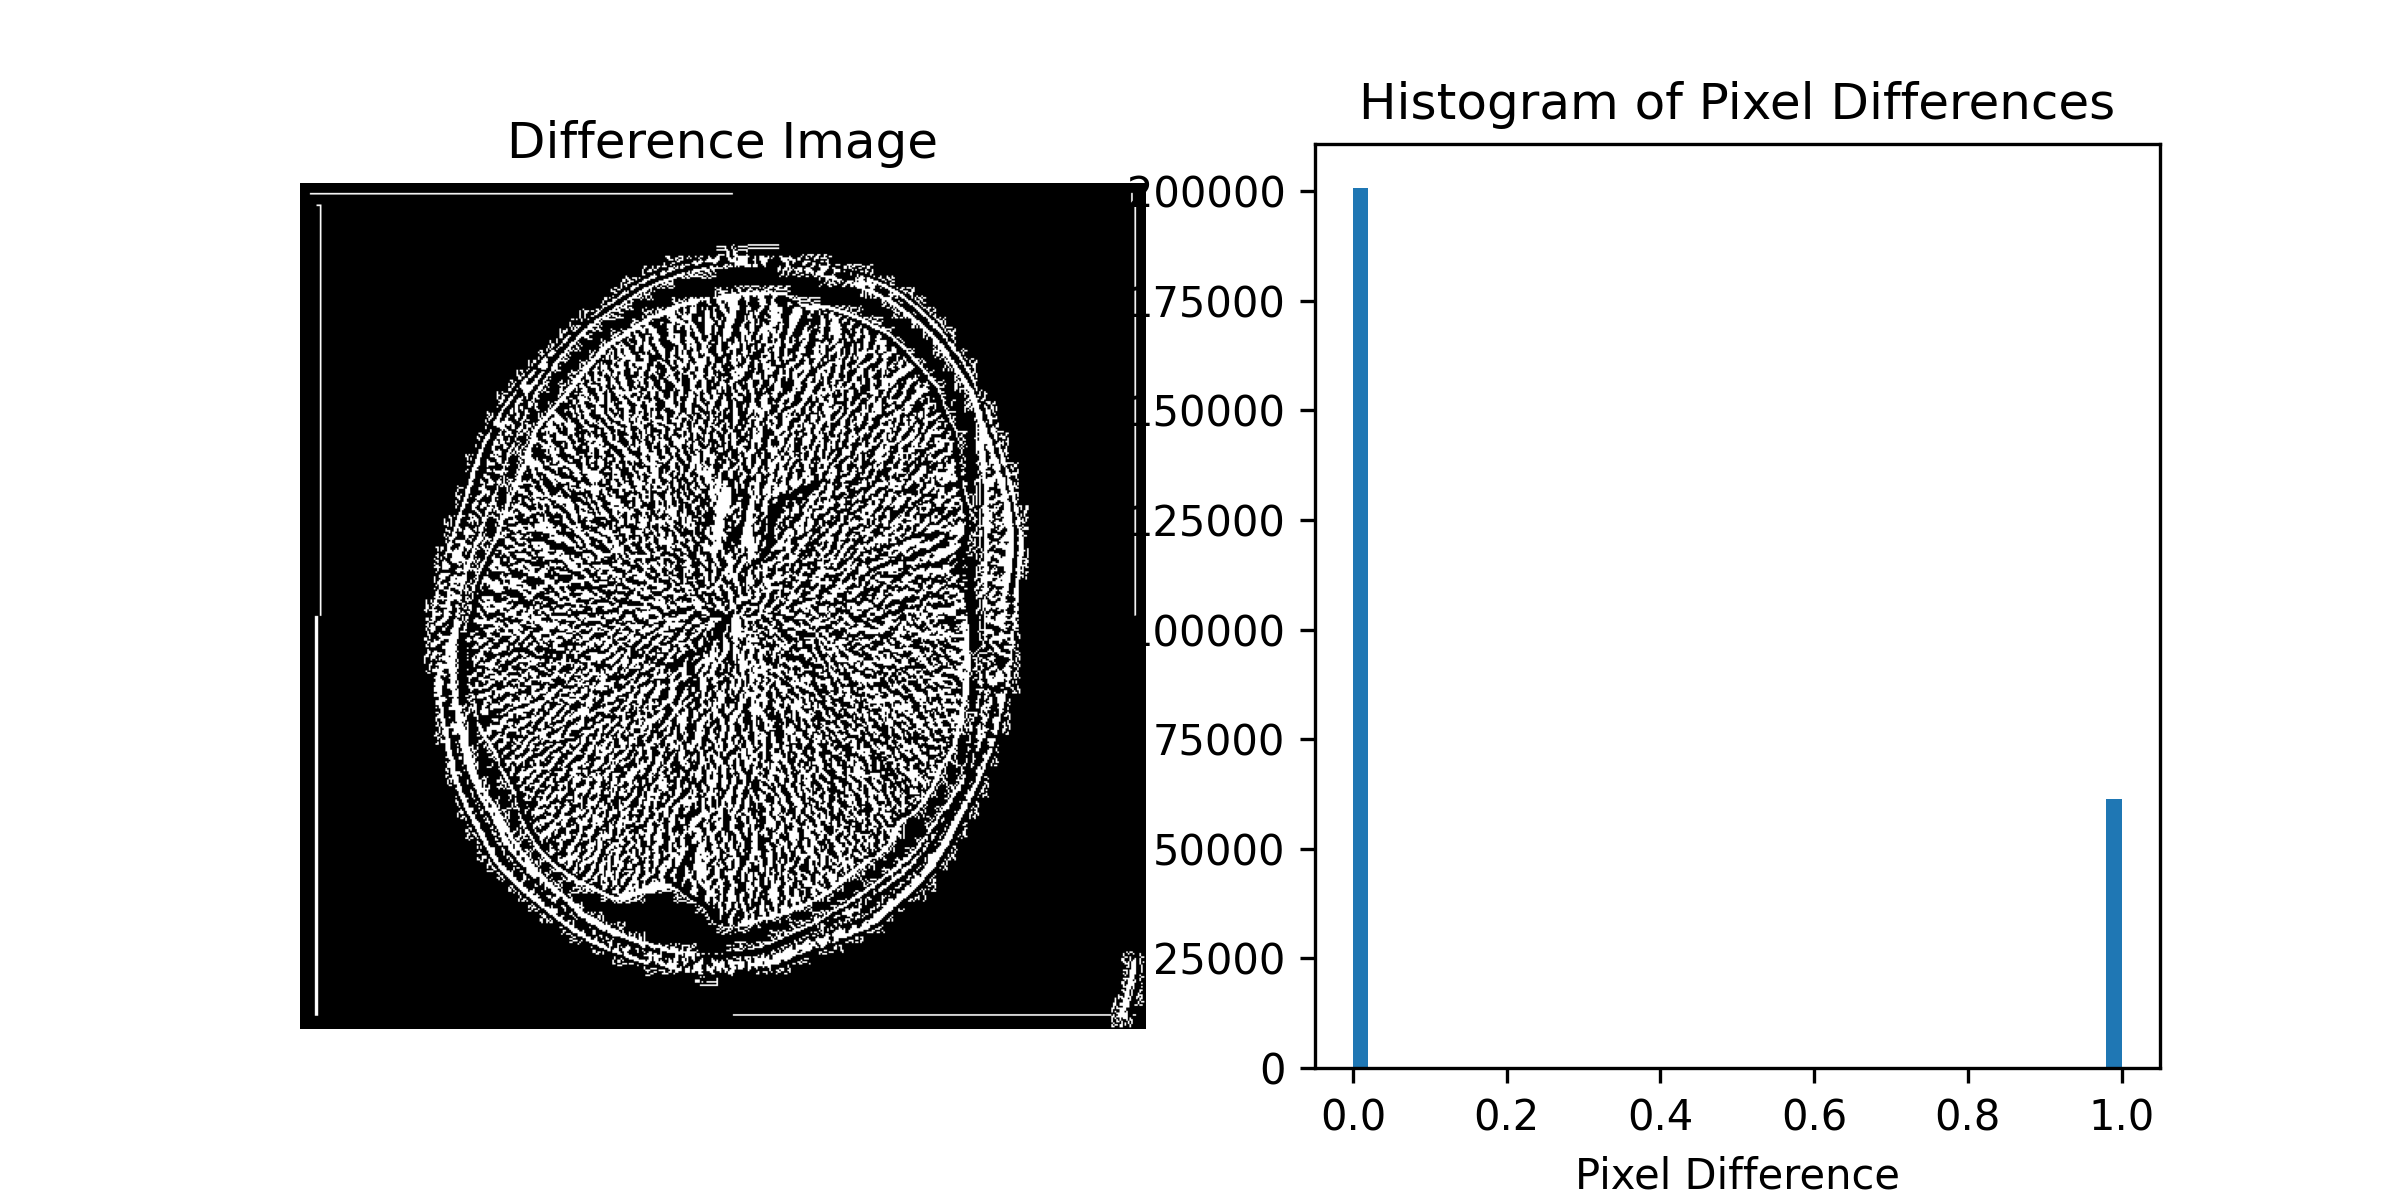 Difference Image
Histogram of Pixel Differences
200000
175000
150000
125000
100000
75000
50000
25000
0
0.0 0.2 0.4 0.6 0.8 1.0
Pixel Difference